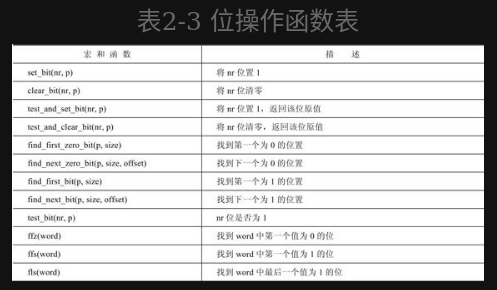 表2-3 位操作函数表
宏 和 函 数 描 述
set_bit(nr, p) 将 nr 位置 1
clear_bit(nr, p) 将 nr 位清零
test_and_set_bit(nr, p) 将 nr 位置 1，返回该位原值
test_and_clear_bit(nr, p) 将 nr 位清零，返回该位原值
find_first_zero_bit(p, size) 找到第一个为 0 的位置
find_next_zero_bit(p, size, offset) 找到下一个为 0 的位置
find_first_bit(p, size) 找到第一个为 1 的位置
find_next_bit(p, size, offset) 找到下一个为 1 的位置
test_bit(nr, p) nr 位是否为 1
ffz(word) 找到 word 中第一个值为 0 的位
ffs(word) 找到 word 中第一个值为 1 的位
fls(word) 找到 word 中最后一个值为 1 的位